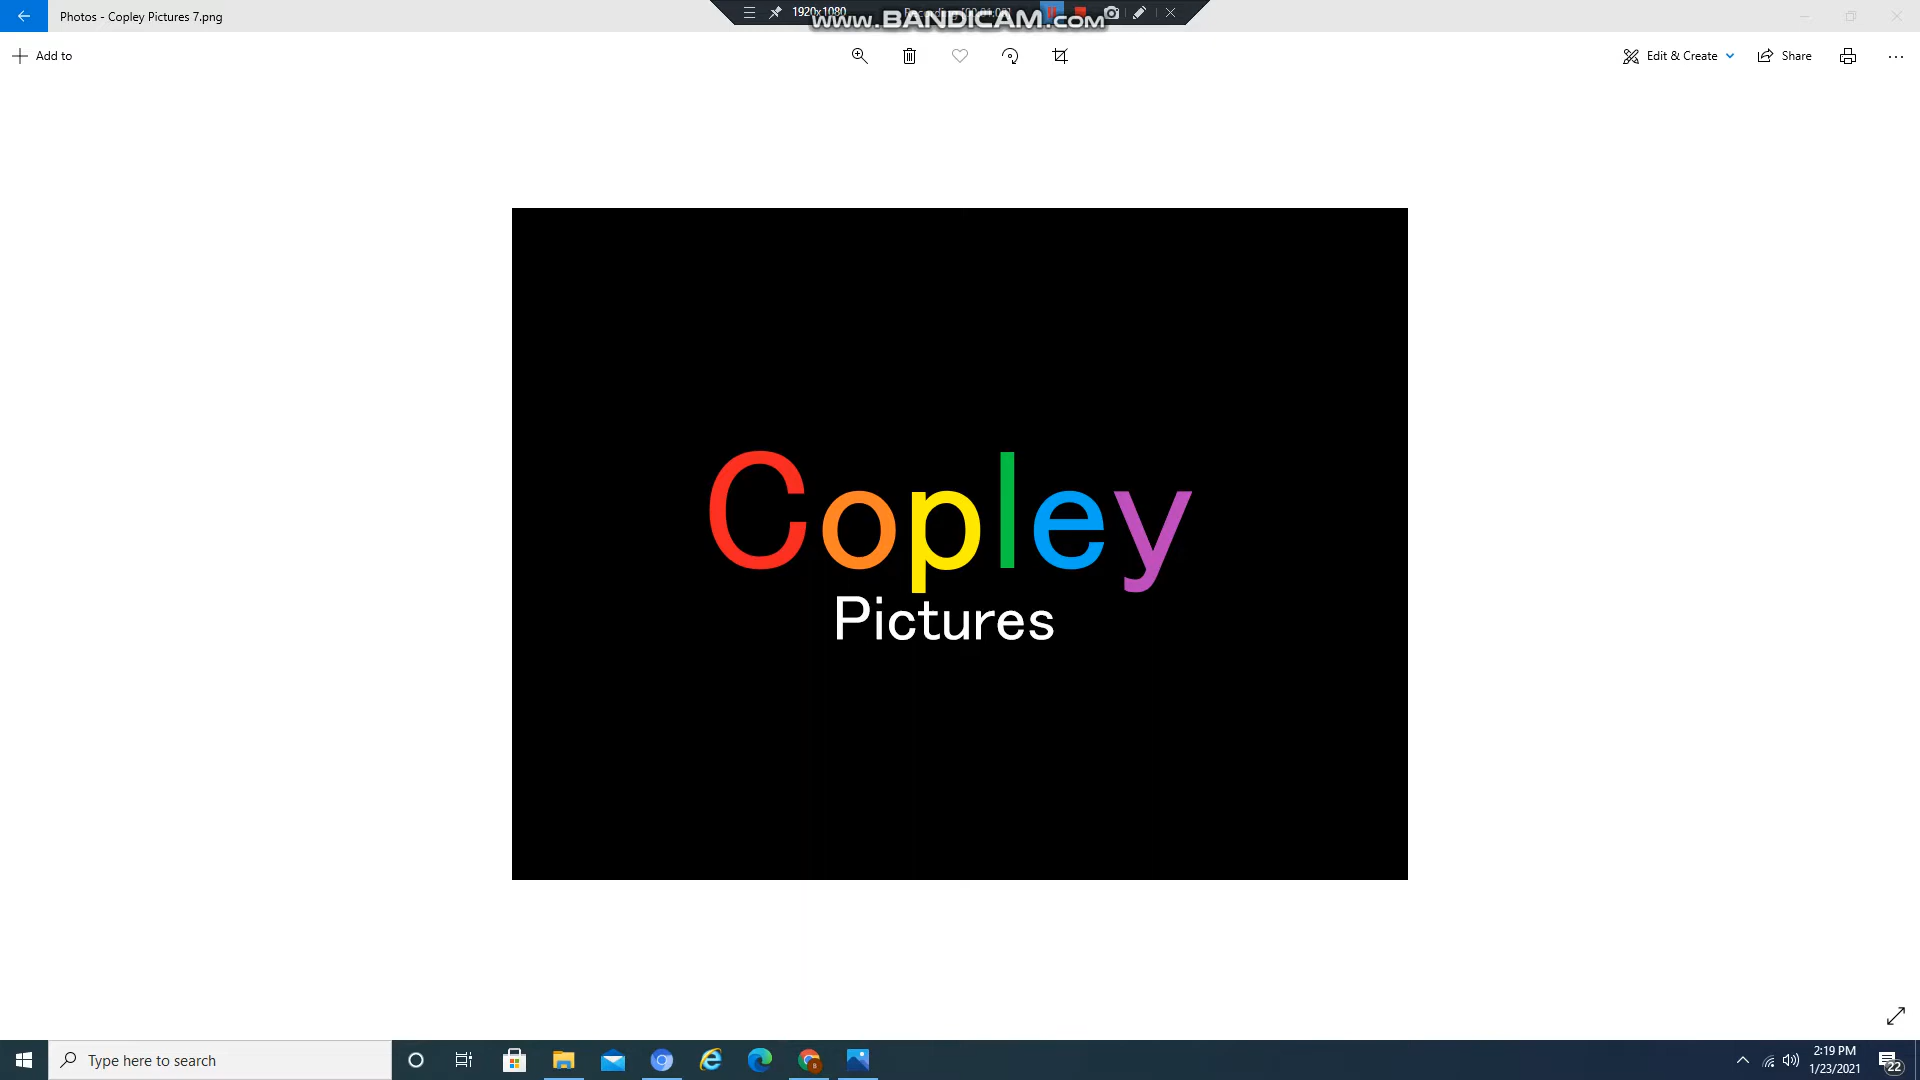 Photos - Copley Pictures 7.png
1920x1080
www.BANDICAM.com
Add to
Edit & Create
Share
Copley
Pictures
Type here to search
2:19 PM
1/23/2021
22